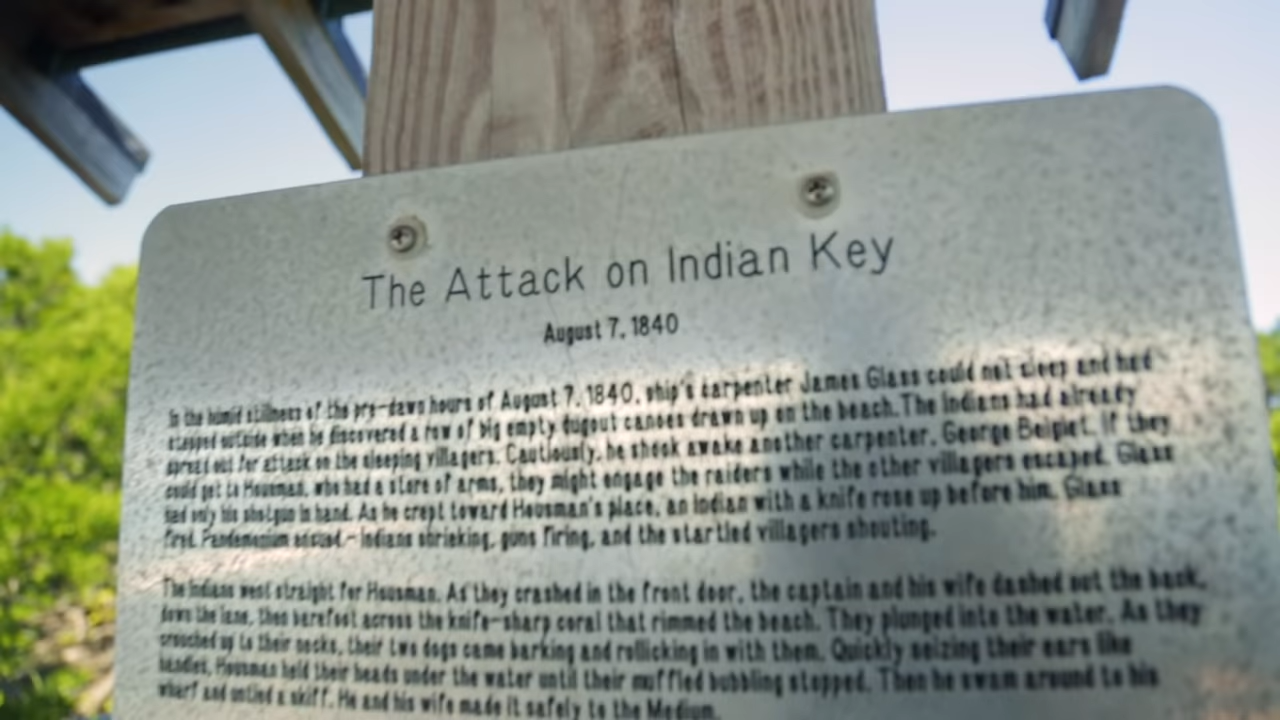 The Attack on Indian Key
August 7, 1840
In the humid stillness of the pre-dawn hours of August 7, 1840, ship's carpenter James Glass could not sleep and had
stepped outside when he discovered a row of big empty dugout canoes drawn up on the beach. The Indians had already
spread out for attack on the sleeping villagers. Cautiously, he shook awake another carpenter, George Beiglet. If they
could get to Housman, who had a store of arms, they might engage the raiders while the other villagers escaped. Glass
had only his shotgun in hand. As he crept toward Housman's place, an Indian with a knife rose up before him. Glass
fired. Pandemonium ensued - Indians shrieking, guns firing, and the startled villagers shouting.
The Indians went straight for Housman. As they crashed in the front door, the captain and his wife dashed out the back,
down the lane, then barefoot across the knife-sharp coral that rimmed the beach. They plunged into the water. As they
crouched up to their necks, their two dogs came barking and rollicking in with them. Quickly seizing their ears like
handles, Housman held their heads under the water until their muffled bubbling stopped. Then he swam around to his
wharf and untied a skiff. He and his wife made it safely to the Medium.